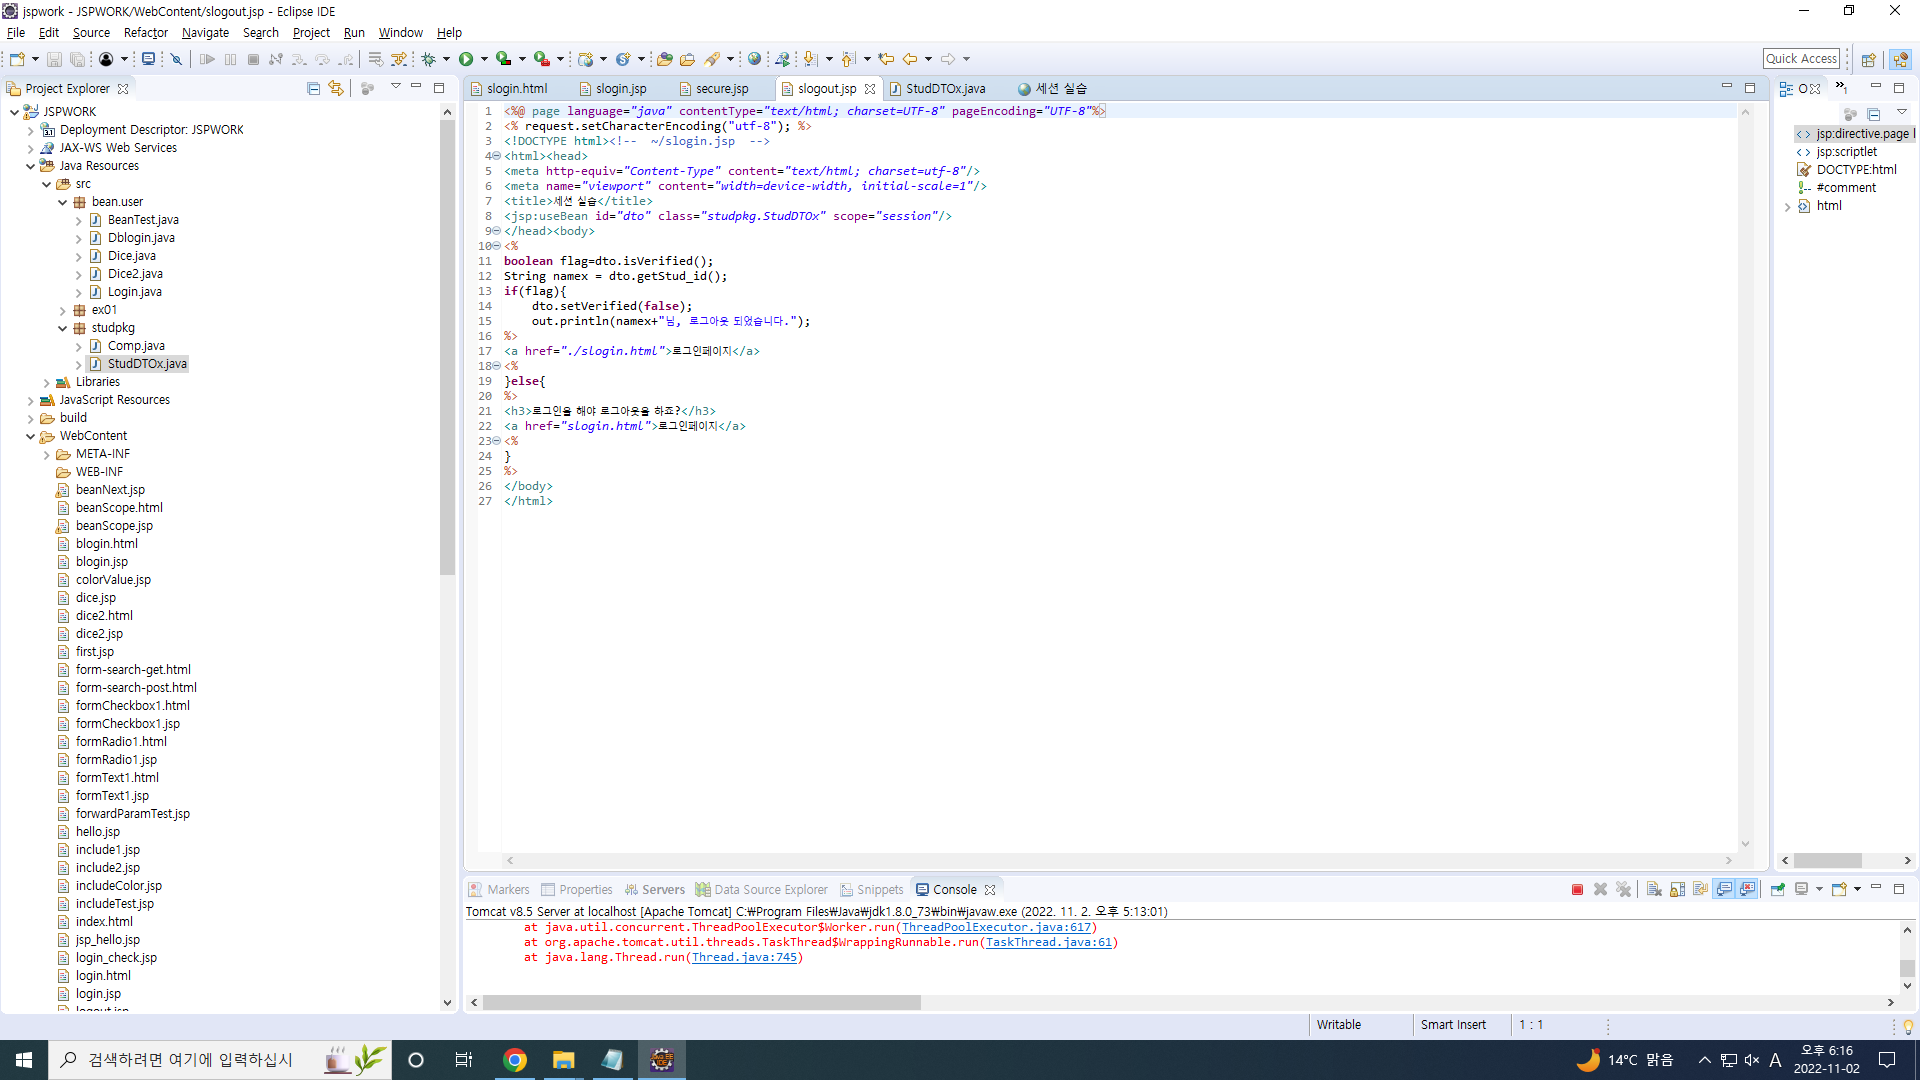 jspwork - JSPWORK/WebContent/slogout.jsp - Eclipse IDE
File Edit Source Refactor Navigate Search Project Run Window Help
Quick Access
Project Explorer
JSPWORK
Deployment Descriptor: JSPWORK
JAX-WS Web Services
Java Resources
src
bean.user
BeanTest.java
Dblogin.java
Dice.java
Dice2.java
Login.java
ex01
studpkg
Comp.java
StudDTOx.java
Libraries
JavaScript Resources
build
WebContent
META-INF
WEB-INF
beanNext.jsp
beanScope.html
beanScope.jsp
blogin.html
blogin.jsp
colorValue.jsp
dice.jsp
dice2.html
dice2.jsp
first.jsp
form-search-get.html
form-search-post.html
formCheckbox1.html
formCheckbox1.jsp
formRadio1.html
formRadio1.jsp
formText1.html
formText1.jsp
forwardParamTest.jsp
hello.jsp
include1.jsp
include2.jsp
includeColor.jsp
includeTest.jsp
index.html
jsp_hello.jsp
login_check.jsp
login.html
login.jsp
logout.jsp
slogin.html slogin.jsp secure.jsp slogout.jsp StudDTOx.java 세션 실습
1 <%@ page language="java" contentType="text/html; charset=UTF-8" pageEncoding="UTF-8"%>
2 <% request.setCharacterEncoding("utf-8"); %>
3 <!DOCTYPE html><!--  ~/slogin.jsp  -->
4 <html><head>
5 <meta http-equiv="Content-Type" content="text/html; charset=utf-8"/>
6 <meta name="viewport" content="width=device-width, initial-scale=1"/>
7 <title>세션 실습</title>
8 <jsp:useBean id="dto" class="studpkg.StudDTOx" scope="session"/>
9 </head><body>
10 <%
11 boolean flag=dto.isVerified();
12 String namex = dto.getStud_id();
13 if(flag){
14     dto.setVerified(false);
15     out.println(namex+"님, 로그아웃 되었습니다.");
16 %>
17 <a href="./slogin.html">로그인페이지</a>
18 <%
19 }else{
20 %>
21 <h3>로그인을 해야 로그아웃을 하죠?</h3>
22 <a href="slogin.html">로그인페이지</a>
23 <%
24 }
25 %>
26 </body>
27 </html>
O
jsp:directive.page l
jsp:scriptlet
DOCTYPE:html
#comment
html
Markers Properties Servers Data Source Explorer Snippets Console
Tomcat v8.5 Server at localhost [Apache Tomcat] C:₩Program Files₩Java₩jdk1.8.0_73₩bin₩javaw.exe (2022. 11. 2. 오후 5:13:01)
at java.util.concurrent.ThreadPoolExecutor$Worker.run(ThreadPoolExecutor.java:617)
at org.apache.tomcat.util.threads.TaskThread$WrappingRunnable.run(TaskThread.java:61)
at java.lang.Thread.run(Thread.java:745)
Writable Smart Insert 1 : 1
검색하려면 여기에 입력하십시
14°C 맑음 A 오후 6:16
2022-11-02